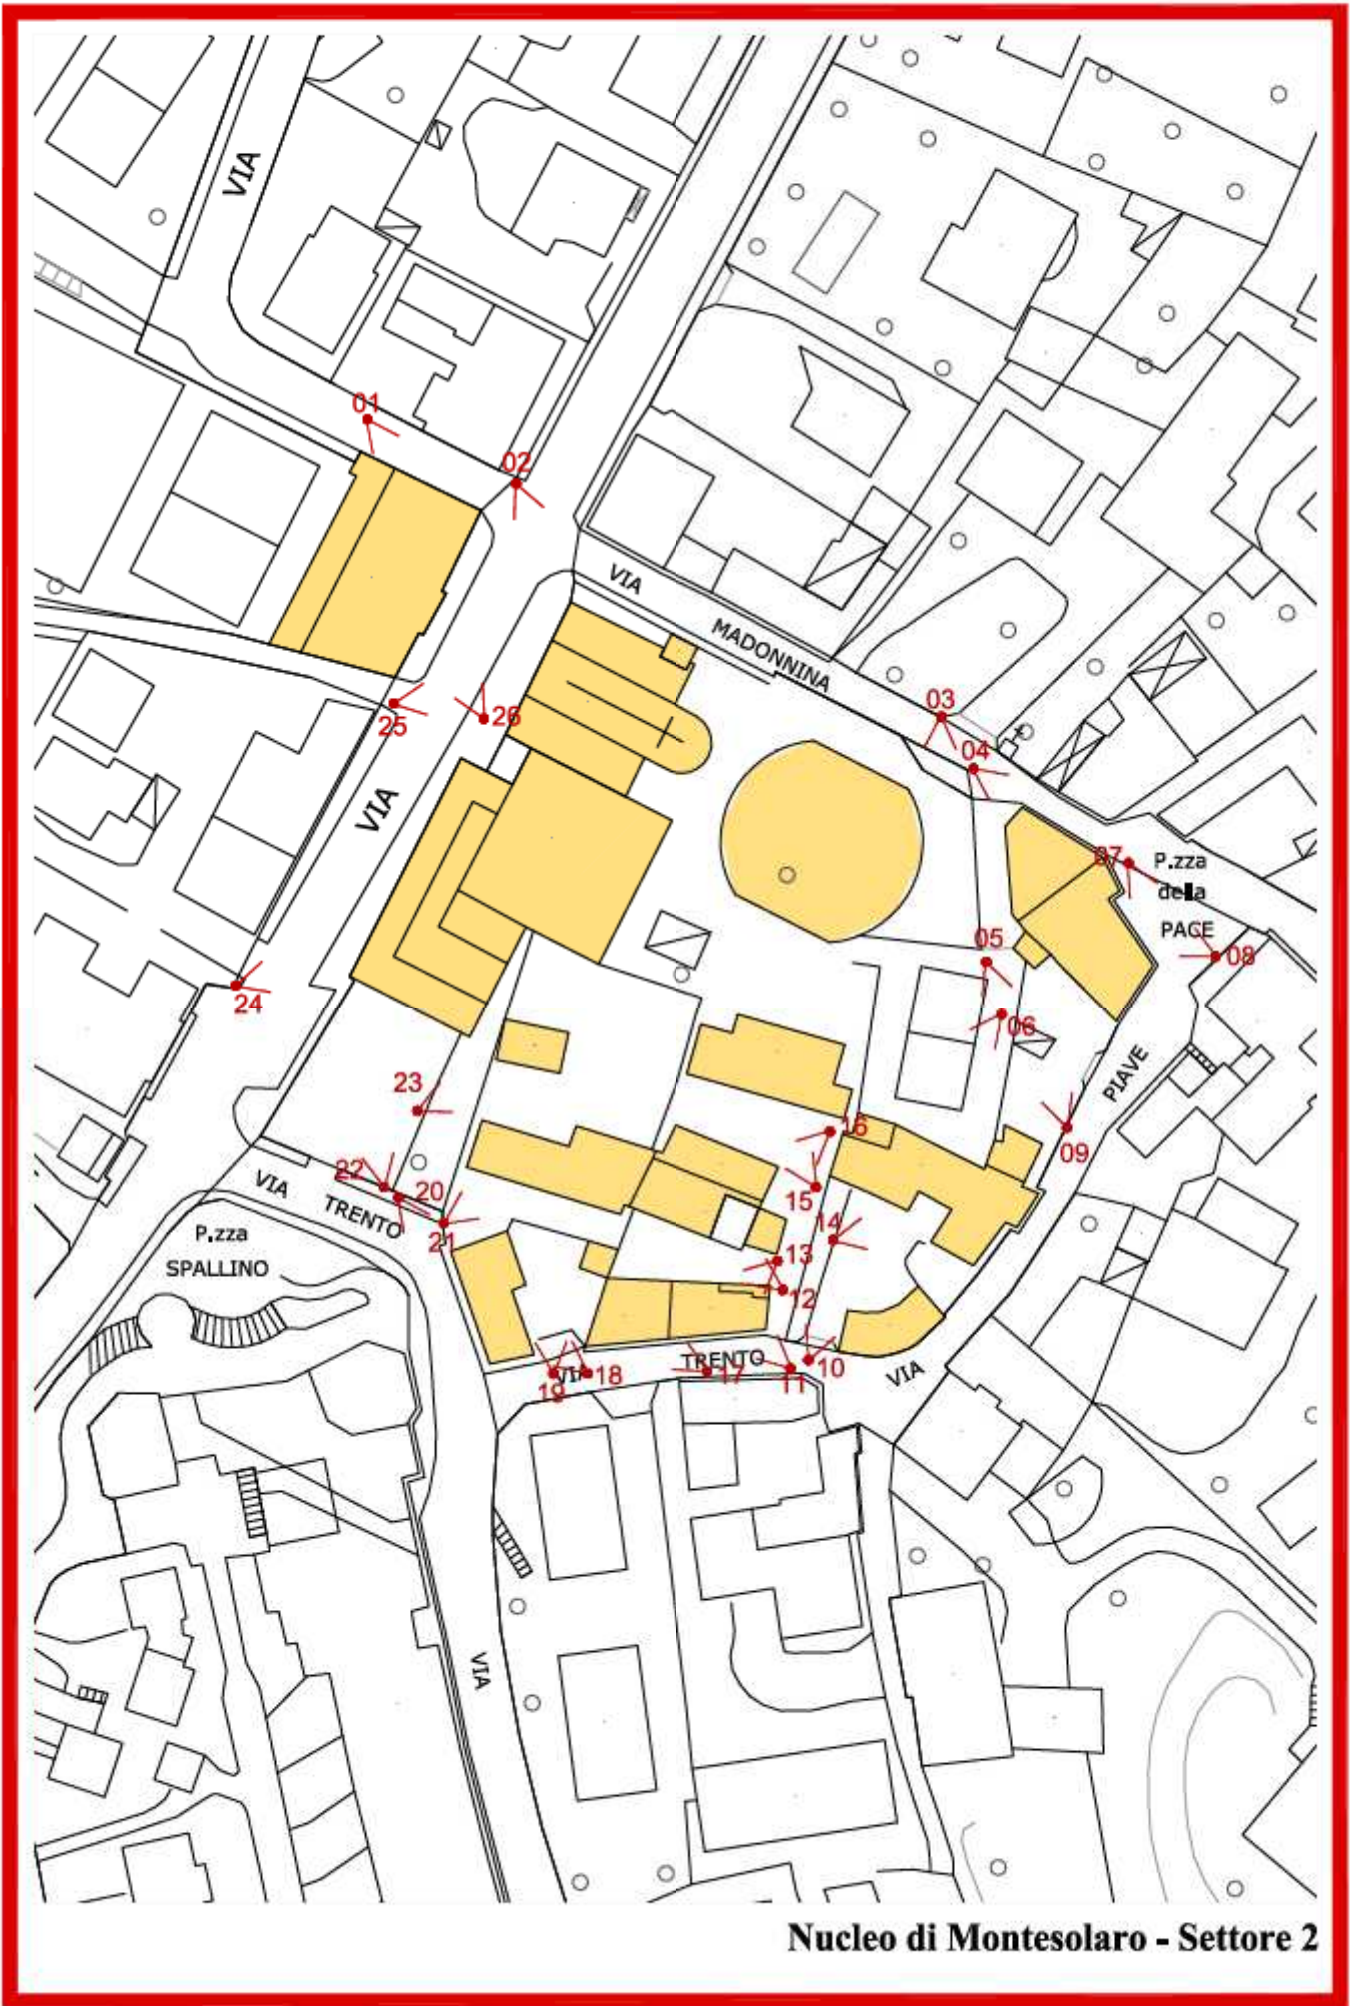 VIA
01
02
VIA
MADONNINA
03
04
25
26
VIA
07
P.zza
della
PACE
08
05
06
24
PIAVE
23
09
16
15
22
VIA
TRENTO
20
21
14
P.zza
SPALLINO
13
12
TRENTO
17
11
10
VIA
19
VIA
18
VIA
Nucleo di Montesolaro - Settore 2